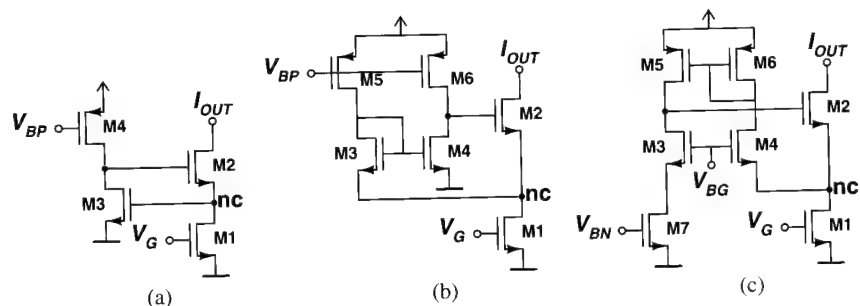 V_BP
M4
I_OUT
M2
M3
nc
V_G
M1
(a)
V_BP
M5
M6
I_OUT
M2
M3
M4
nc
V_G
M1
(b)
M5
M6
I_OUT
M2
M3
M4
V_BG
nc
V_BN
M7
V_G
M1
(c)